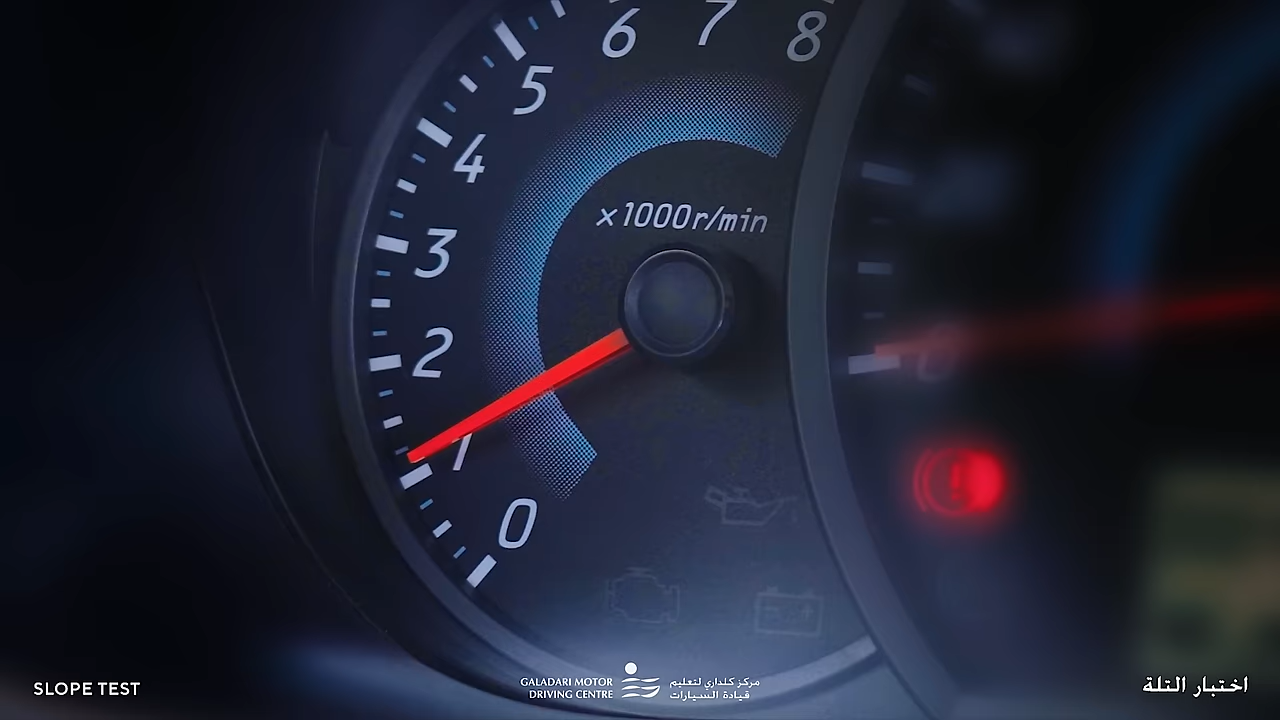 6 7 8
5
4
x1000r/min
3
2
1
0
0
SLOPE TEST
GALADARI MOTOR
DRIVING CENTRE
مركز كلداري لتعليم
قيادة السيارات
اختبار التلة